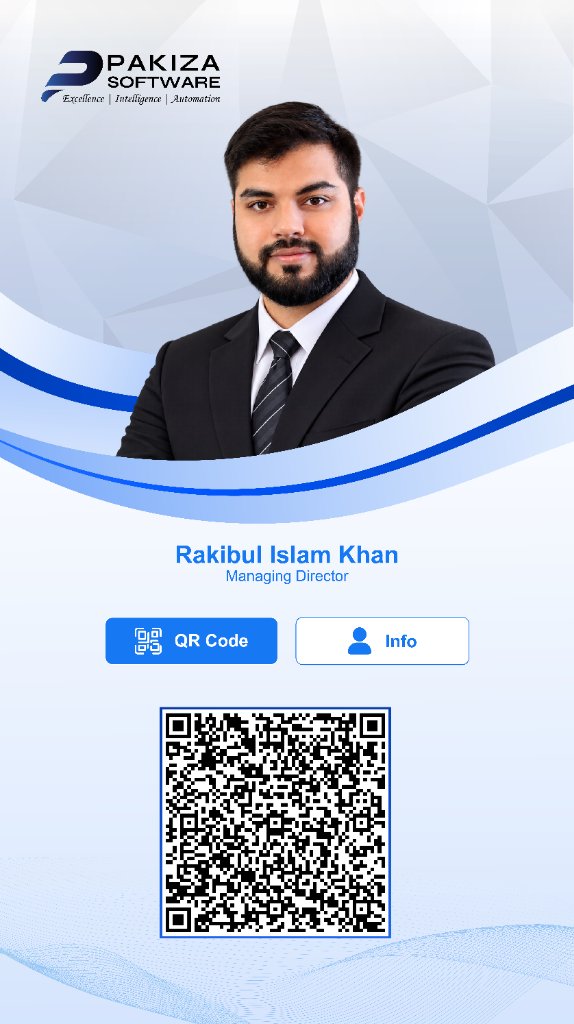 PAKIZA
SOFTWARE
Excellence | Intelligence | Automation
Rakibul Islam Khan
Managing Director
QR Code
Info